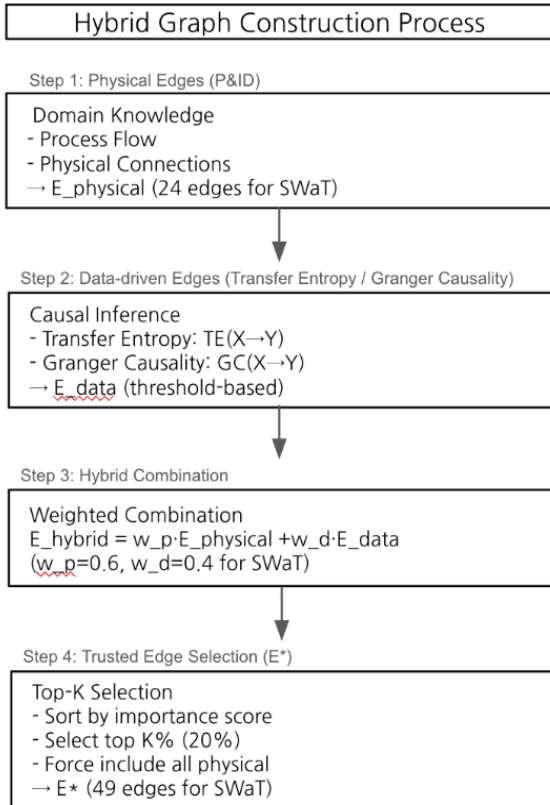 Hybrid Graph Construction Process
Step 1: Physical Edges (P&ID)
Domain Knowledge
- Process Flow
- Physical Connections
→ E_physical (24 edges for SWaT)
Step 2: Data-driven Edges (Transfer Entropy / Granger Causality)
Causal Inference
- Transfer Entropy: TE(X→Y)
- Granger Causality: GC(X→Y)
→ E_data (threshold-based)
Step 3: Hybrid Combination
Weighted Combination
E_hybrid = w_p·E_physical +w_d·E_data
(w_p=0.6, w_d=0.4 for SWaT)
Step 4: Trusted Edge Selection (E*)
Top-K Selection
- Sort by importance score
- Select top K% (20%)
- Force include all physical
→ E* (49 edges for SWaT)